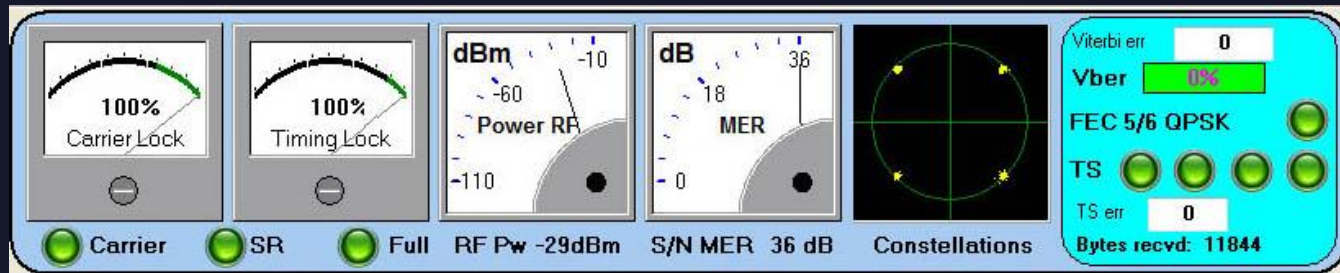 100%
Carrier Lock
100%
Timing Lock
dBm
-10
-60
Power RF
-110
dB
36
18
MER
0
Viterbi err 0
Vber 0%
FEC 5/6 QPSK
TS
TS err 0
Bytes recvd: 11844
Carrier SR Full RF Pw -29dBm S/N MER 36 dB Constellations